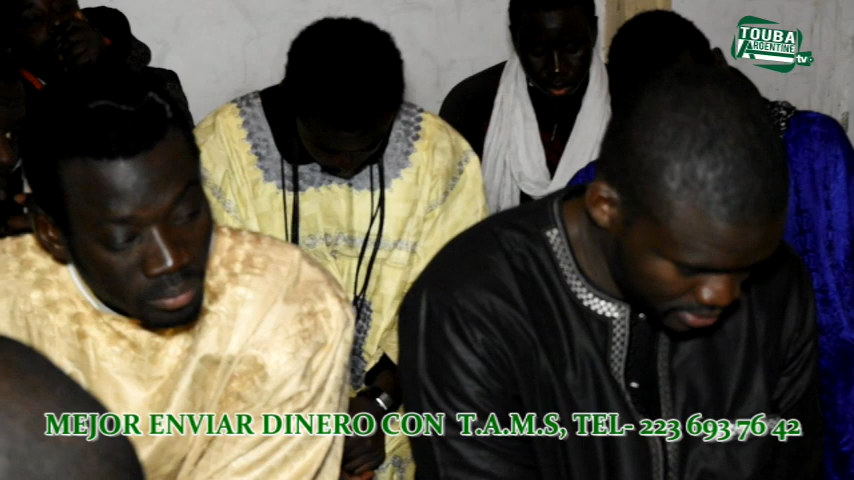 TOUBA
ARGENTINE
tv
MEJOR ENVIAR DINERO CON T.A.M.S, TEL- 223 693 76 42